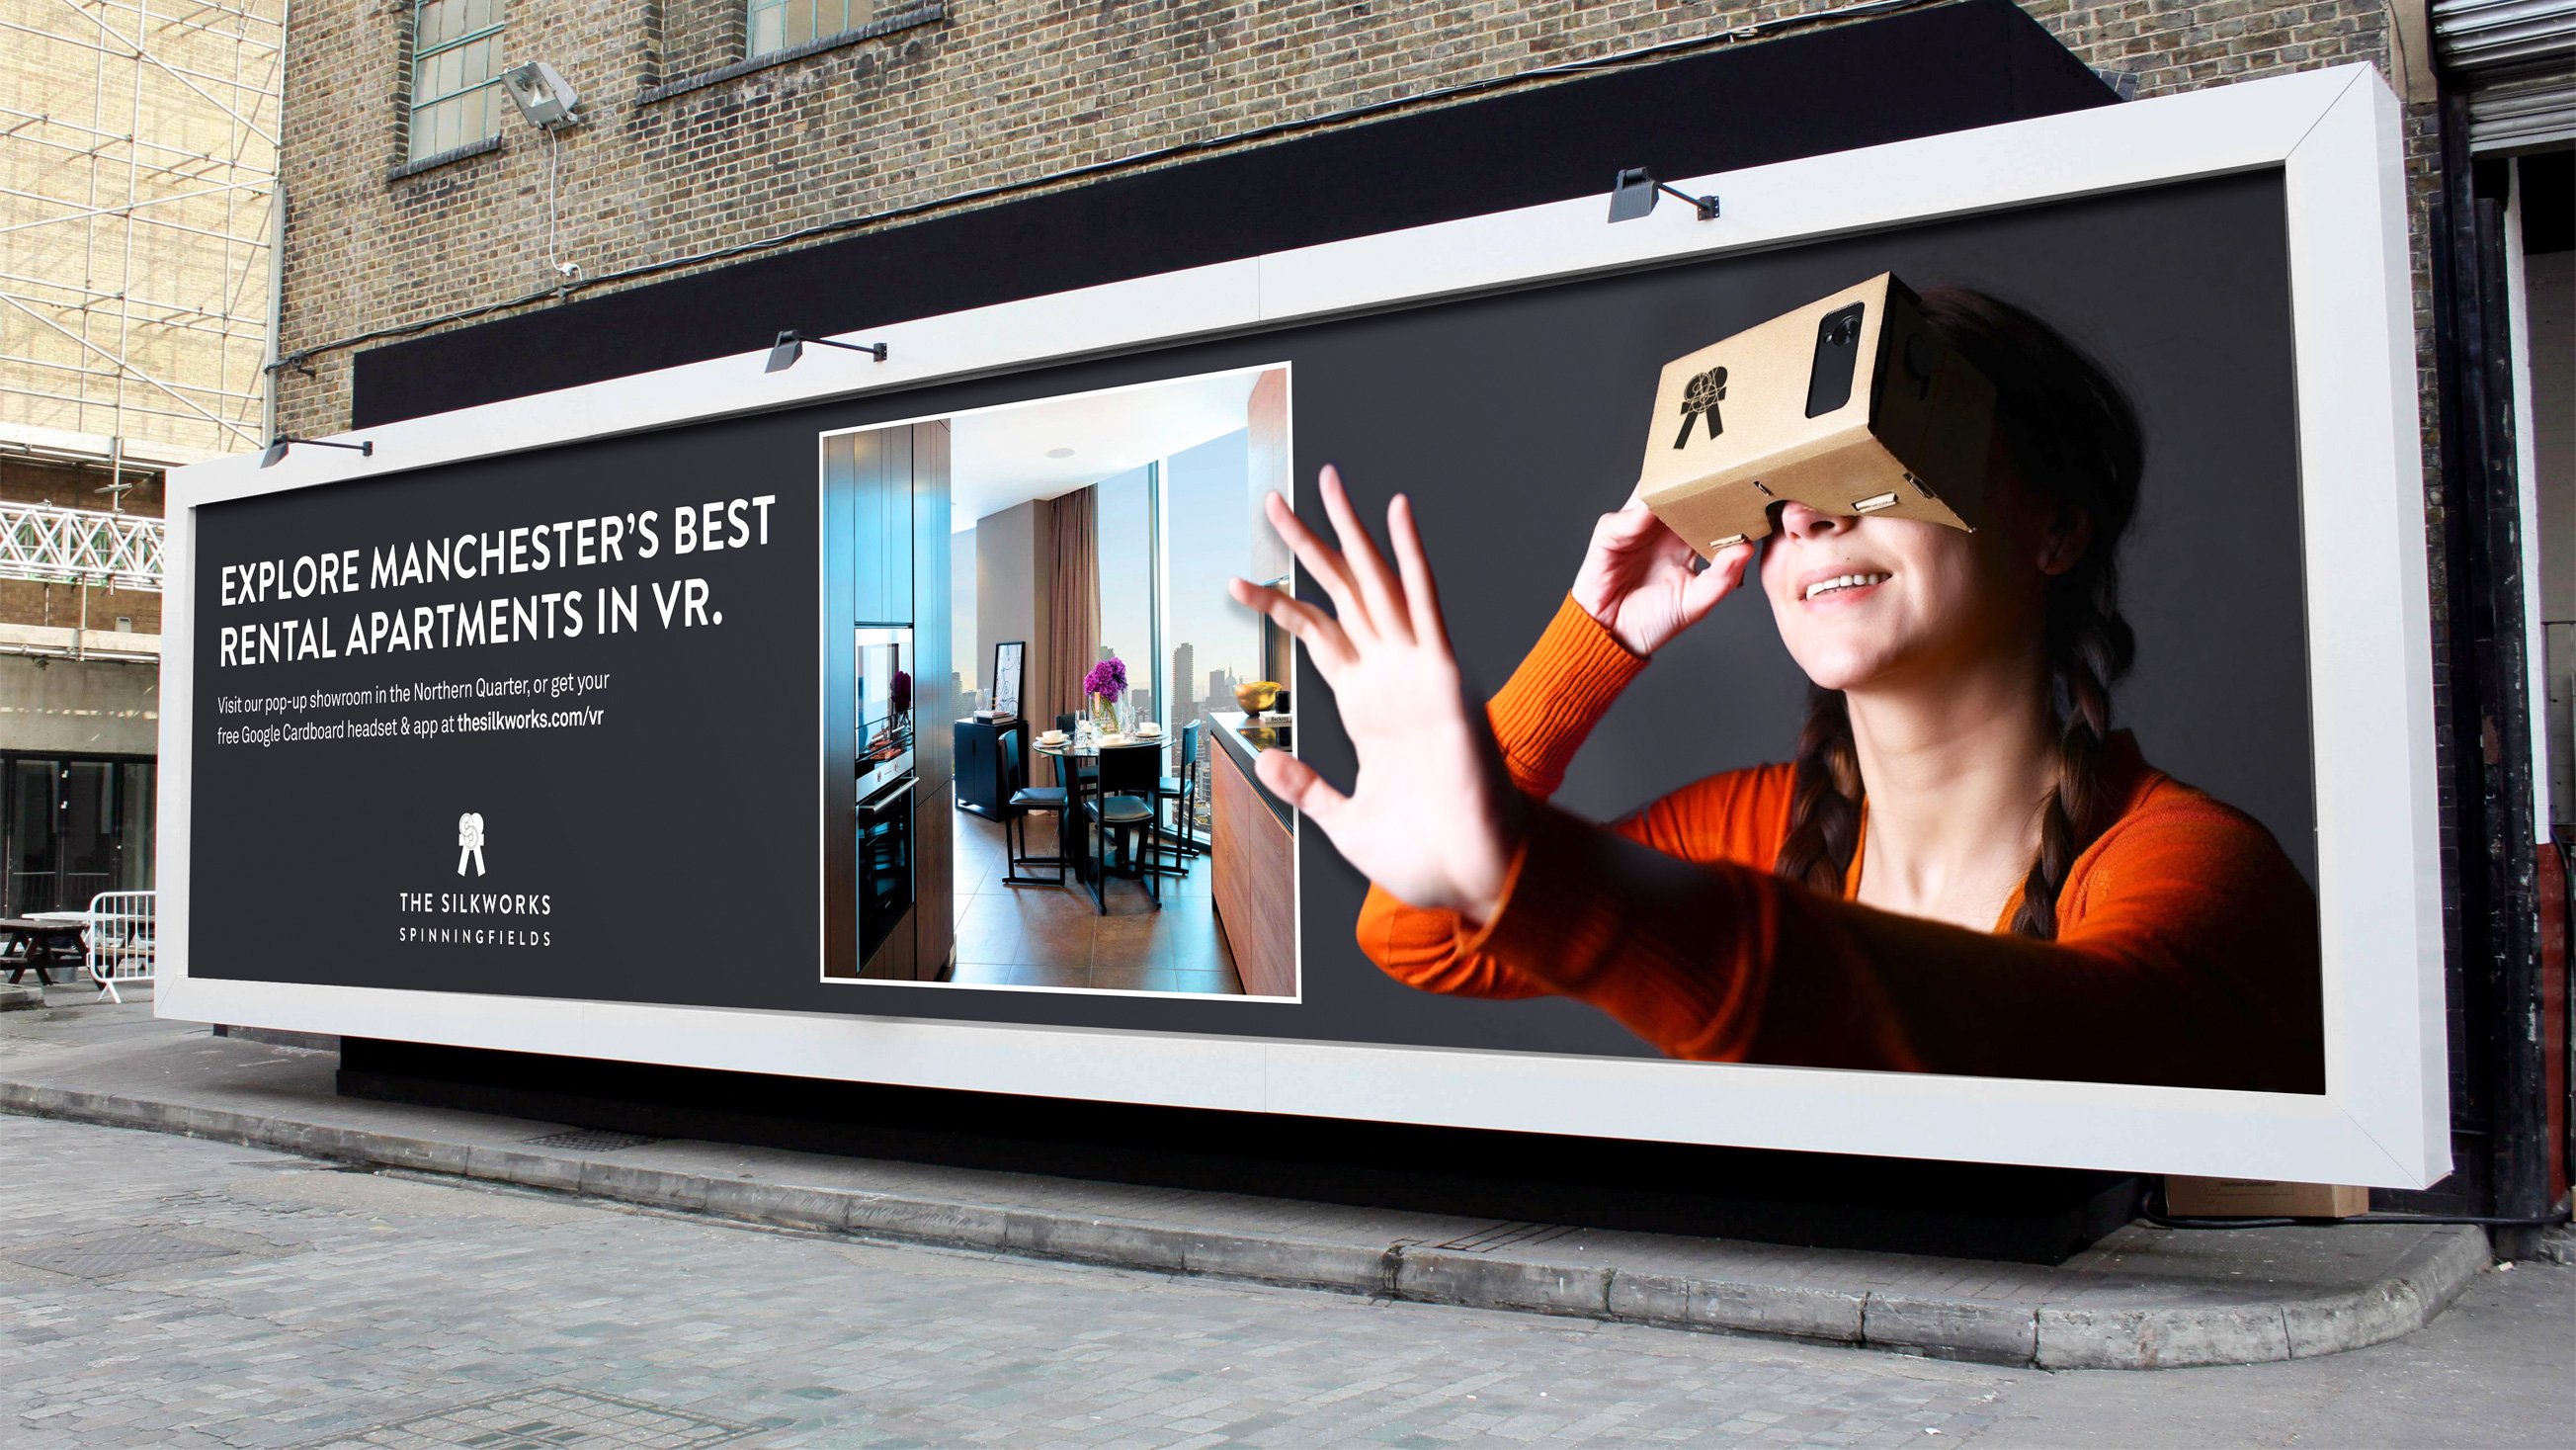 EXPLORE MANCHESTER'S BEST
RENTAL APARTMENTS IN VR.
Visit our pop-up showroom in the Northern Quarter, or get your
free Google Cardboard headset & app at thesilkworks.com/vr
THE SILKWORKS
SPINNINGFIELDS